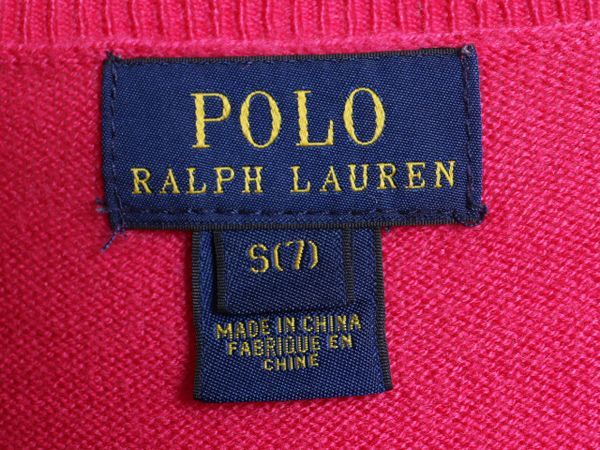 POLO
RALPH LAUREN
S(7)
MADE IN CHINA
FABRIQUE EN
CHINE